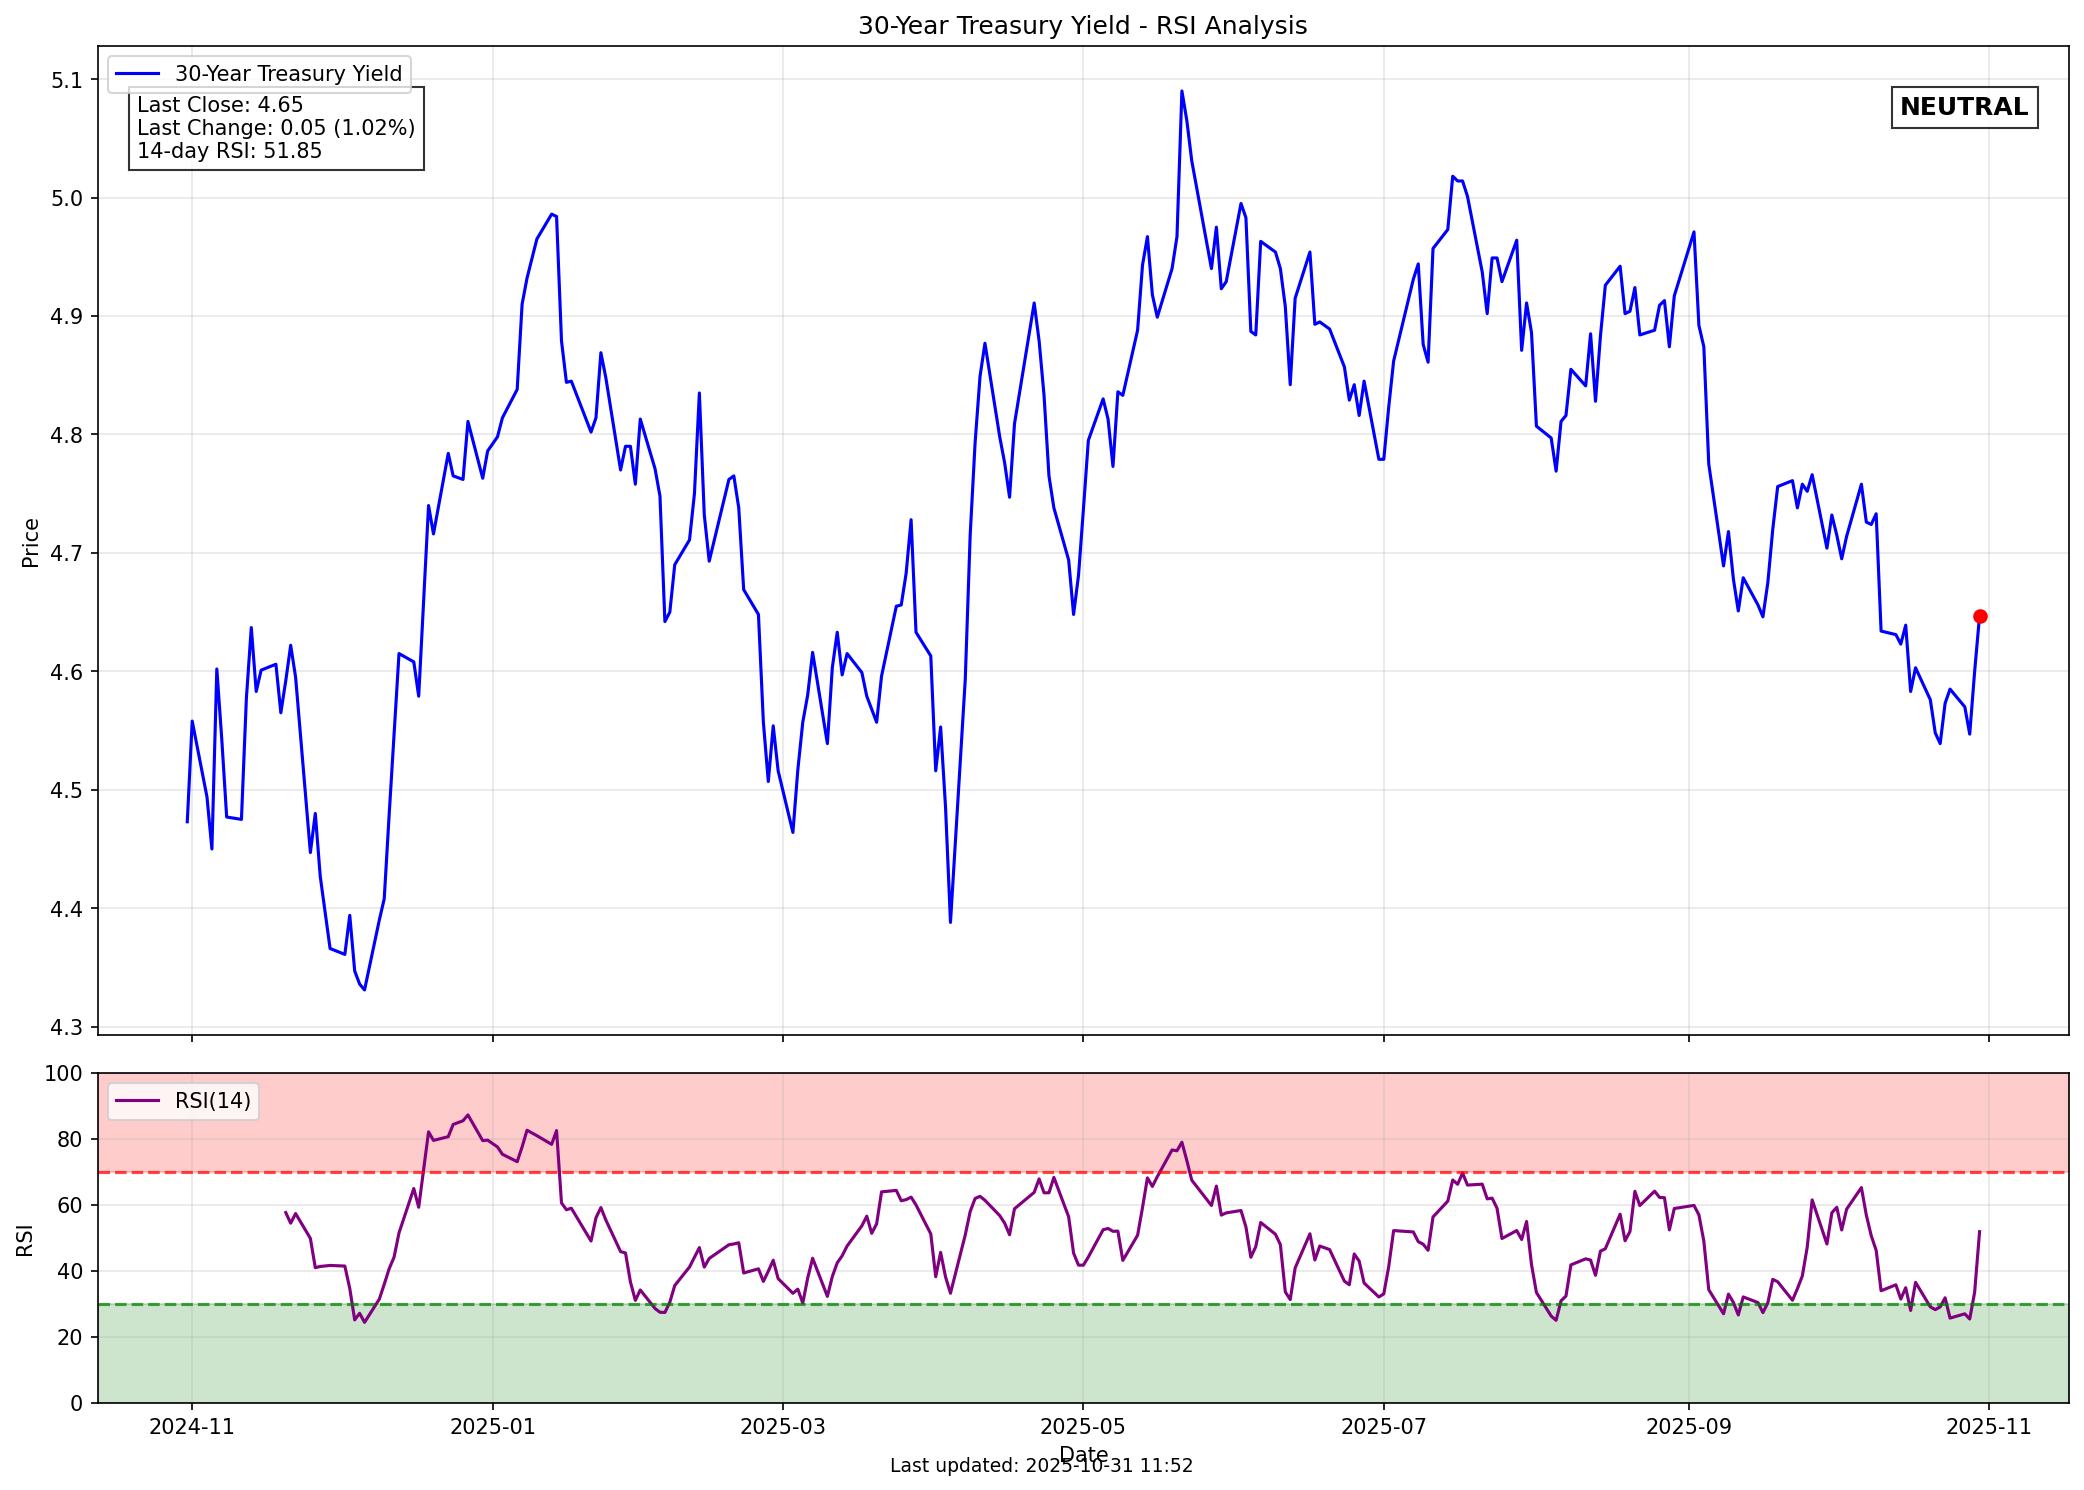 30-Year Treasury Yield - RSI Analysis
30-Year Treasury Yield
Last Close: 4.65
Last Change: 0.05 (1.02%)
14-day RSI: 51.85
NEUTRAL
Price
5.1
5.0
4.9
4.8
4.7
4.6
4.5
4.4
4.3
RSI(14)
RSI
100
80
60
40
20
0
2024-11
2025-01
2025-03
2025-05
2025-07
2025-09
2025-11
Date
Last updated: 2025-10-31 11:52